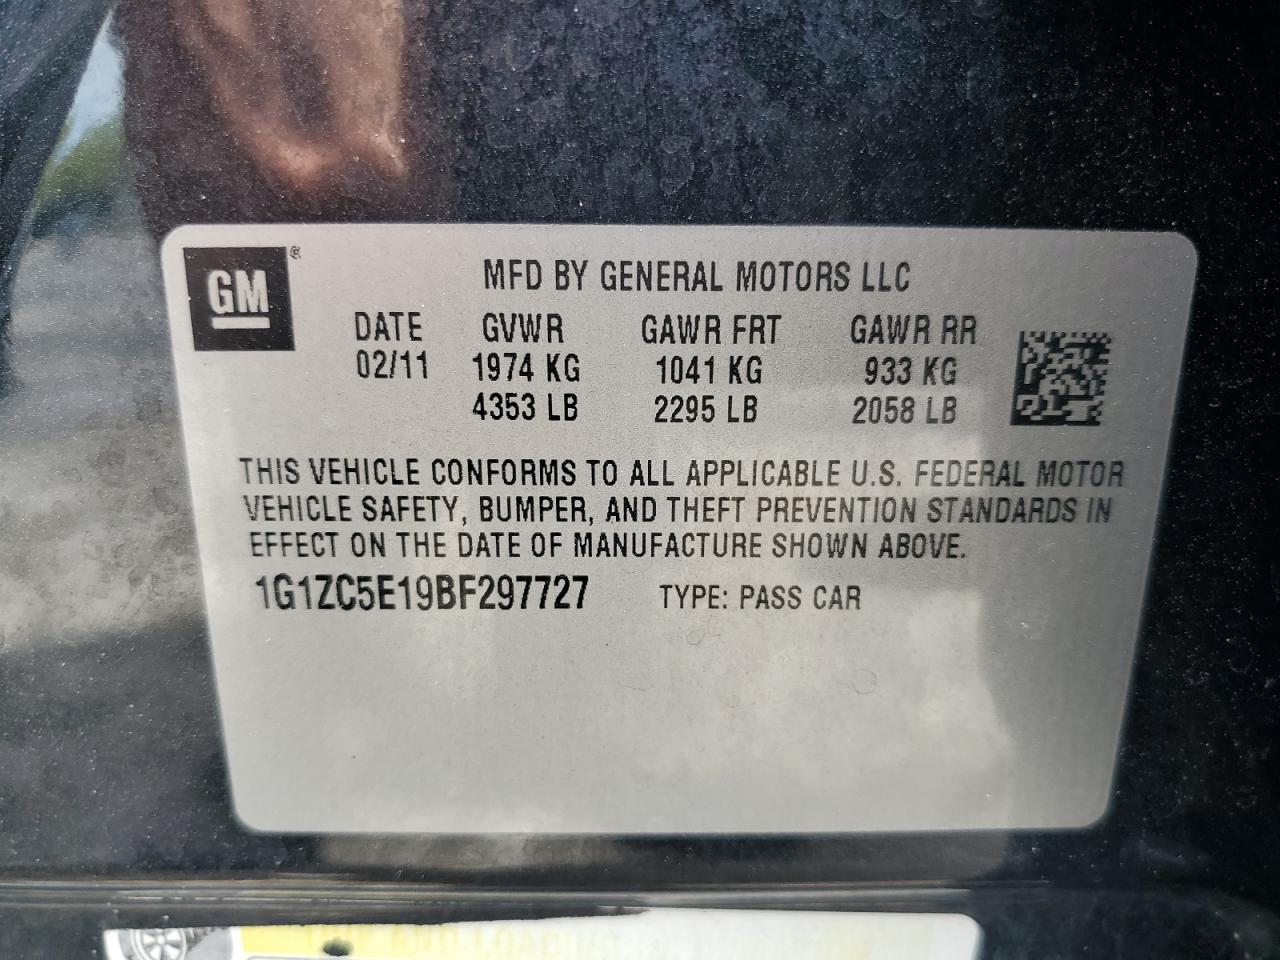 GM®
MFD BY GENERAL MOTORS LLC
DATE GVWR GAWR FRT GAWR RR
02/11 1974 KG 1041 KG 933 KG
4353 LB 2295 LB 2058 LB
THIS VEHICLE CONFORMS TO ALL APPLICABLE U.S. FEDERAL MOTOR
VEHICLE SAFETY, BUMPER, AND THEFT PREVENTION STANDARDS IN
EFFECT ON THE DATE OF MANUFACTURE SHOWN ABOVE.
1G1ZC5E19BF297727 TYPE: PASS CAR